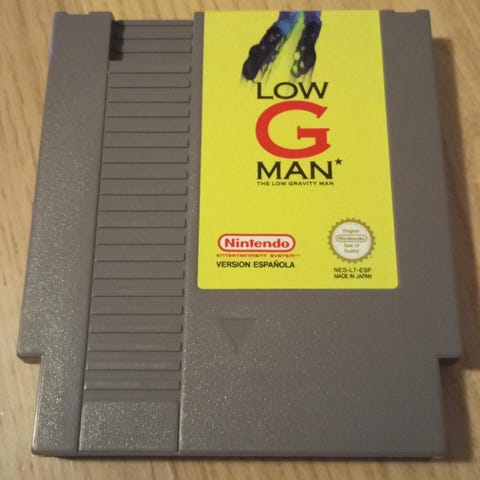 LOW
G
MAN*
THE LOW GRAVITY MAN
Nintendo
ENTERTAINMENT SYSTEM™
VERSION ESPAÑOLA
Original
Nintendo
Seal of
Quality
NES-L7-ESP
MADE IN JAPAN